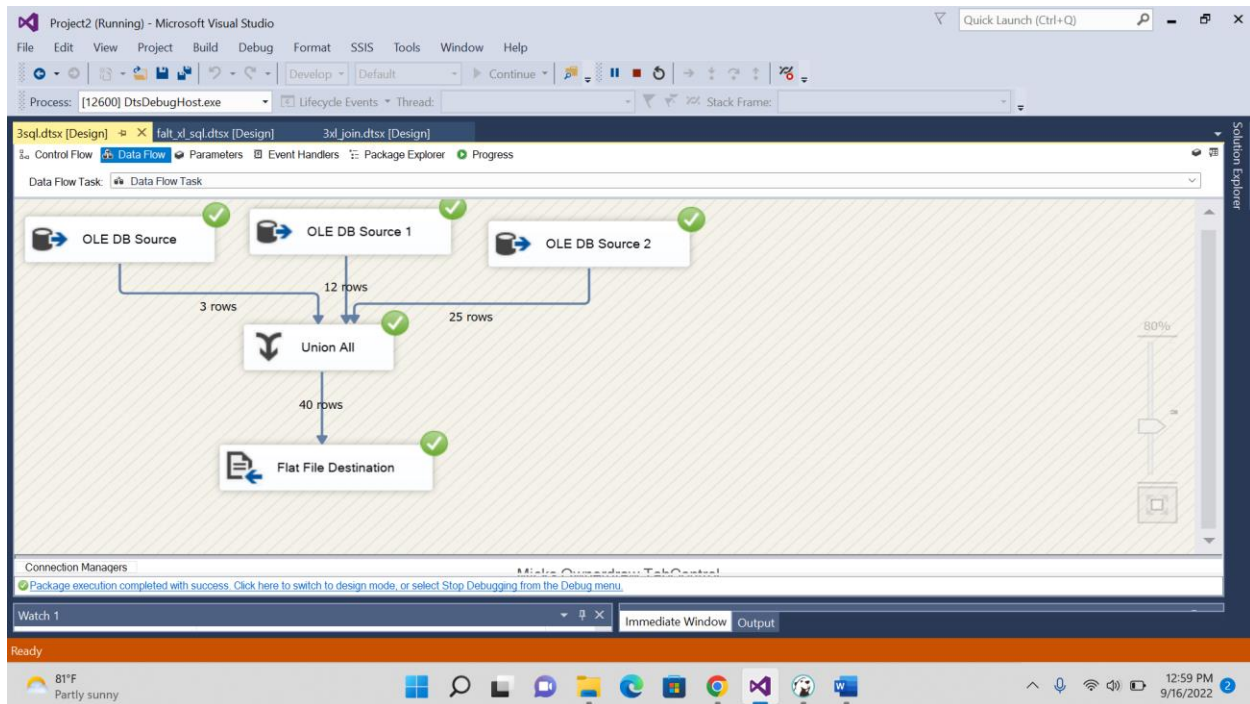 Project2 (Running) - Microsoft Visual Studio
Quick Launch (Ctrl+Q)
File Edit View Project Build Debug Format SSIS Tools Window Help
Develop Default Continue
Process: [12600] DtsDebugHost.exe Lifecycle Events Thread: Stack Frame:
3sql.dtsx [Design] falt_xl_sql.dtsx [Design] 3xl_join.dtsx [Design]
Solution Explorer
Control Flow Data Flow Parameters Event Handlers Package Explorer Progress
Data Flow Task: Data Flow Task
OLE DB Source
OLE DB Source 1
OLE DB Source 2
12 rows
3 rows
25 rows
80%
Union All
40 rows
Flat File Destination
Connection Managers
Package execution completed with success. Click here to switch to design mode, or select Stop Debugging from the Debug menu.
Watch 1
Immediate Window Output
Ready
81°F
Partly sunny
12:59 PM
9/16/2022
2